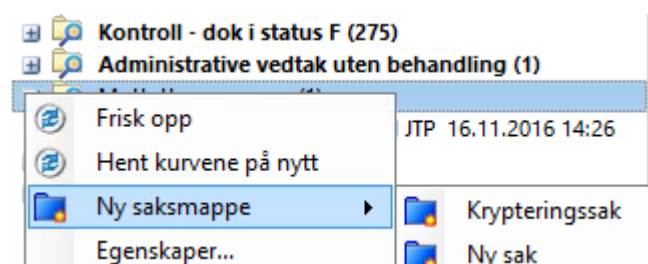 Kontroll - dok i status F (275)
Administrative vedtak uten behandling (1)
Frisk opp
JTP 16.11.2016 14:26
Hent kurvene på nytt
Ny saksmappe
Krypteringssak
Egenskaper...
Ny sak